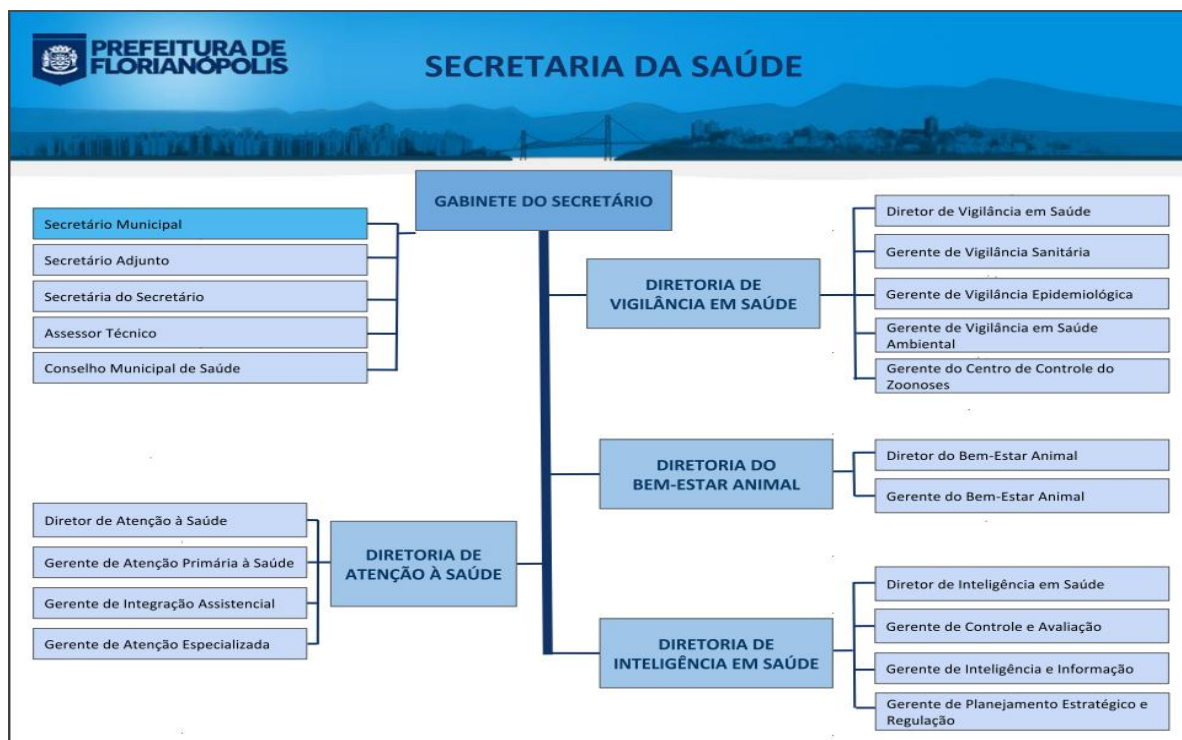 PREFEITURA DE
FLORIANÓPOLIS
SECRETARIA DA SAÚDE
GABINETE DO SECRETÁRIO
Secretário Municipal
Secretário Adjunto
Secretária do Secretário
Assessor Técnico
Conselho Municipal de Saúde
DIRETORIA DE
VIGILÂNCIA EM SAÚDE
Diretor de Vigilância em Saúde
Gerente de Vigilância Sanitária
Gerente de Vigilância Epidemiológica
Gerente de Vigilância em Saúde
Ambiental
Gerente do Centro de Controle do
Zoonoses
DIRETORIA DO
BEM-ESTAR ANIMAL
Diretor do Bem-Estar Animal
Gerente do Bem-Estar Animal
DIRETORIA DE
ATENÇÃO À SAÚDE
Diretor de Atenção à Saúde
Gerente de Atenção Primária à Saúde
Gerente de Integração Assistencial
Gerente de Atenção Especializada
DIRETORIA DE
INTELIGÊNCIA EM SAÚDE
Diretor de Inteligência em Saúde
Gerente de Controle e Avaliação
Gerente de Inteligência e Informação
Gerente de Planejamento Estratégico e
Regulação